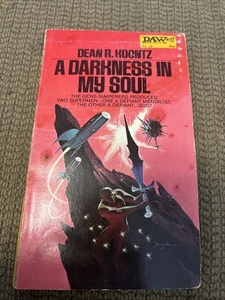 DAW
DEAN R. KOONTZ
A DARKNESS IN
MY SOUL
THE GENE-TAMPERERS PRODUCED
TWO SUPERMEN—ONE A DEFIANT MENTALIST,
THE OTHER A DEFIANT...GOD!